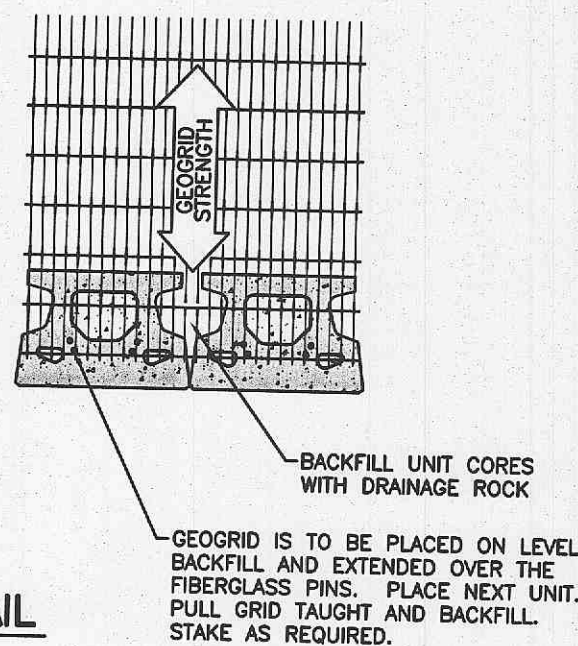 GEOGRID
STRENGTH
BACKFILL UNIT CORES
WITH DRAINAGE ROCK
GEOGRID IS TO BE PLACED ON LEVEL
BACKFILL AND EXTENDED OVER THE
FIBERGLASS PINS. PLACE NEXT UNIT.
PULL GRID TAUGHT AND BACKFILL.
STAKE AS REQUIRED.
AIL